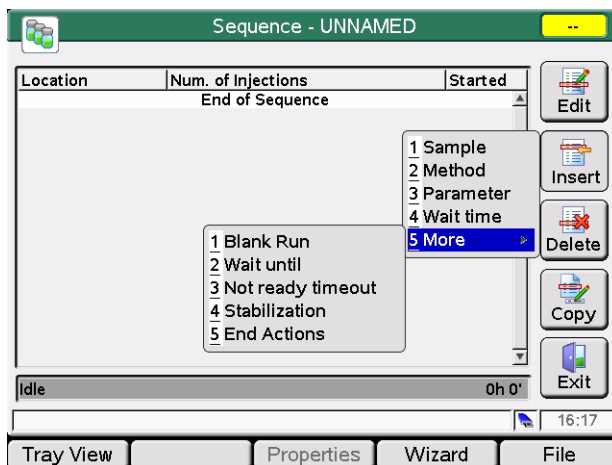 Sequence - UNNAMED
--
Location Num. of Injections Started
End of Sequence
Edit
1 Sample
2 Method
3 Parameter
4 Wait time
5 More
Insert
1 Blank Run
2 Wait until
3 Not ready timeout
4 Stabilization
5 End Actions
Delete
Copy
Exit
Idle 0h 0'
16:17
Tray View Properties Wizard File